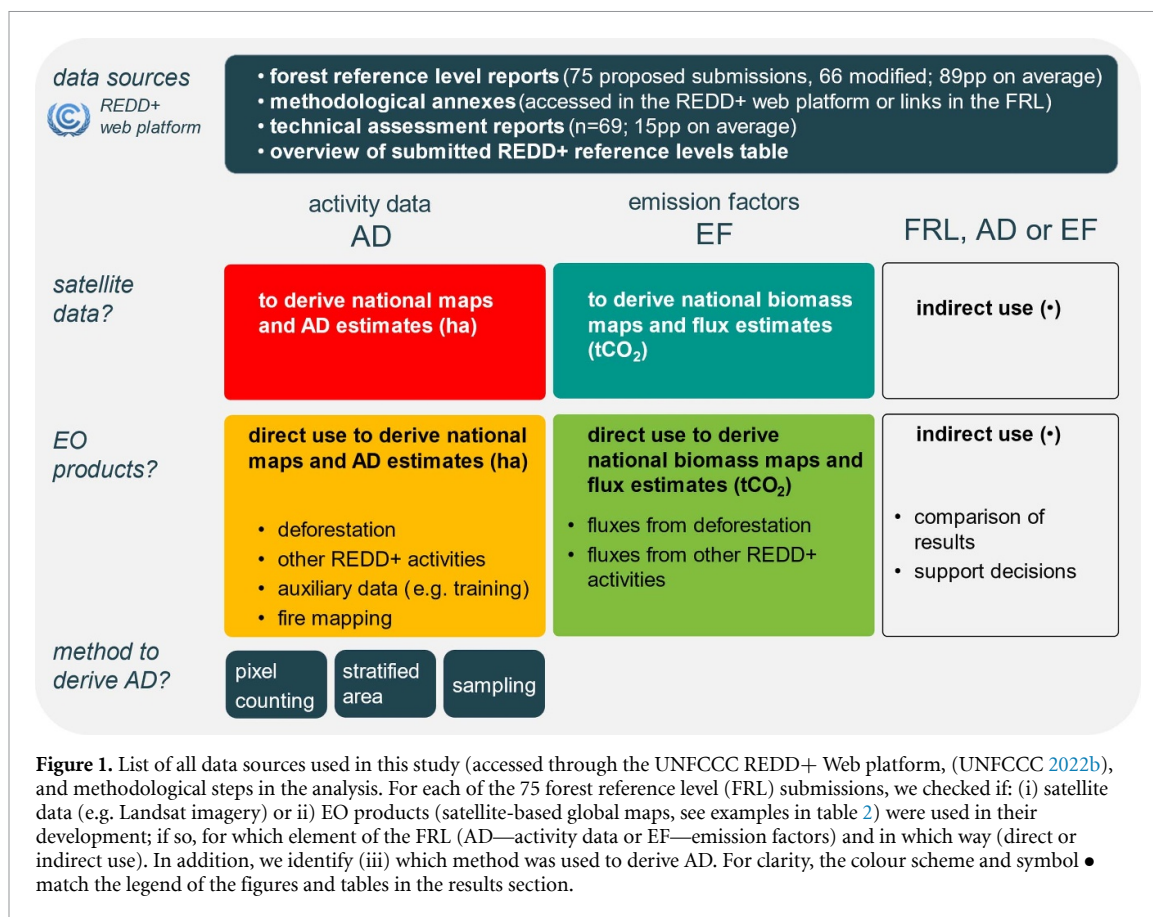 data sources
REDD+
web platform
• forest reference level reports (75 proposed submissions, 66 modified; 89pp on average)
• methodological annexes (accessed in the REDD+ web platform or links in the FRL)
• technical assessment reports (n=69; 15pp on average)
• overview of submitted REDD+ reference levels table
activity data
AD
emission factors
EF
FRL, AD or EF
satellite
data?
to derive national maps
and AD estimates (ha)
to derive national biomass
maps and flux estimates
(tCO₂)
indirect use (•)
EO
products?
direct use to derive national
maps and AD estimates (ha)
• deforestation
• other REDD+ activities
• auxiliary data (e.g. training)
• fire mapping
direct use to derive
national biomass maps and
flux estimates (tCO₂)
• fluxes from deforestation
• fluxes from other REDD+
activities
indirect use (•)
• comparison of
results
• support decisions
method to
derive AD?
pixel
counting
stratified
area
sampling
Figure 1. List of all data sources used in this study (accessed through the UNFCCC REDD+ Web platform, (UNFCCC 2022b),
and methodological steps in the analysis. For each of the 75 forest reference level (FRL) submissions, we checked if: (i) satellite
data (e.g. Landsat imagery) or ii) EO products (satellite-based global maps, see examples in table 2) were used in their
development; if so, for which element of the FRL (AD—activity data or EF—emission factors) and in which way (direct or
indirect use). In addition, we identify (iii) which method was used to derive AD. For clarity, the colour scheme and symbol ●
match the legend of the figures and tables in the results section.